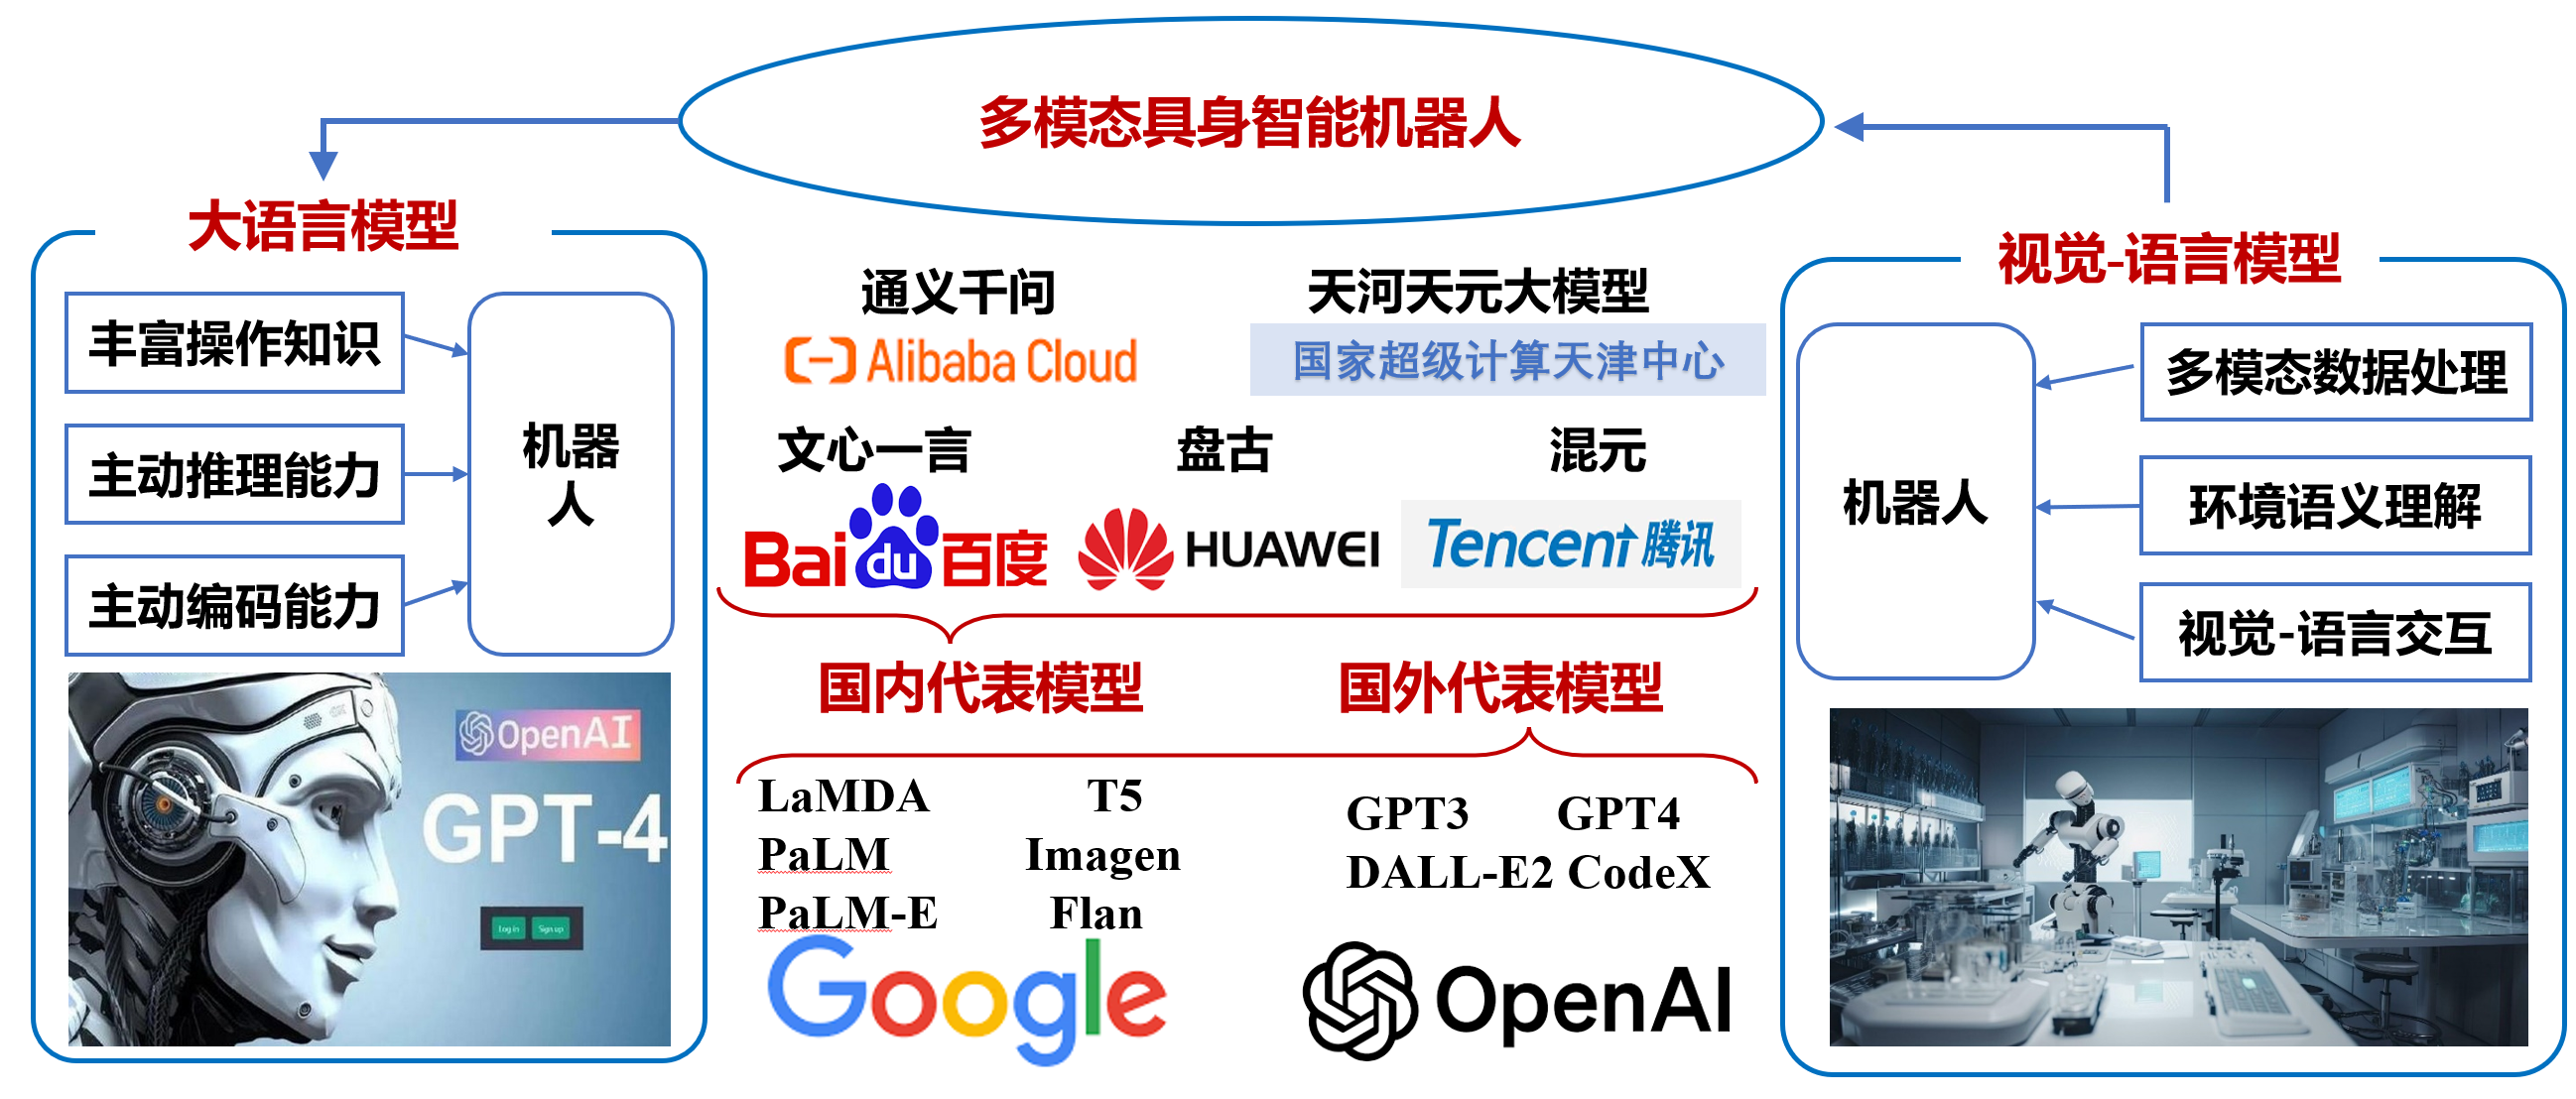 多模态具身智能机器人
大语言模型
丰富操作知识
主动推理能力
主动编码能力
机器
人
OpenAI
GPT-4
Log in
Sign up
通义千问
Alibaba Cloud
天河天元大模型
国家超级计算天津中心
文心一言
盘古
混元
Bai du 百度
HUAWEI
Tencent 腾讯
国内代表模型
国外代表模型
LaMDA T5
PaLM Imagen
PaLM-E Flan
Google
GPT3 GPT4
DALL-E2 CodeX
OpenAI
视觉-语言模型
机器人
多模态数据处理
环境语义理解
视觉-语言交互